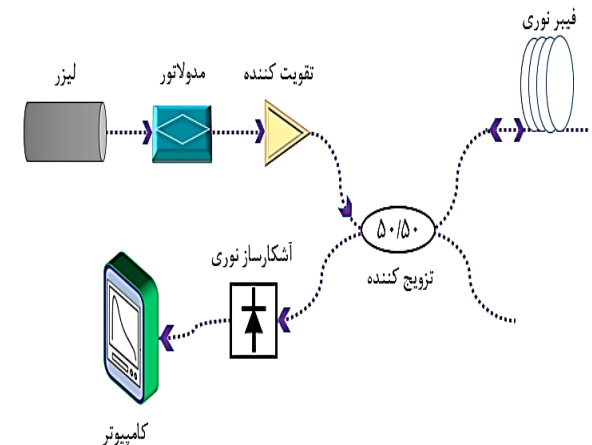 فیبر نوری
لیزر
مدولاتور
تقویت کننده
۵۰/۵۰
تزویج کننده
آشکارساز نوری
کامپیوتر